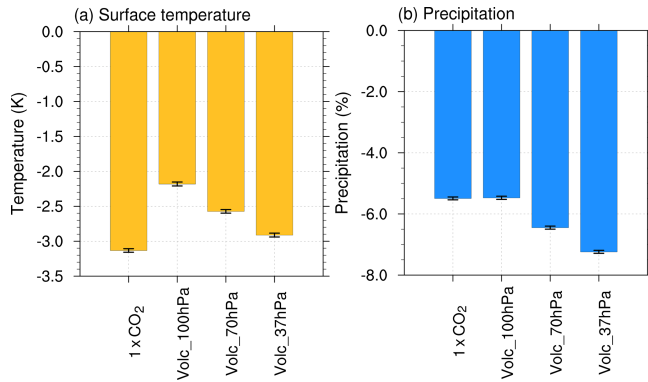 (a) Surface temperature
0.0
-0.5
-1.0
-1.5
-2.0
-2.5
-3.0
-3.5
Temperature (K)
1 x CO2
Volc_100hPa
Volc_70hPa
Volc_37hPa
(b) Precipitation
0.0
-2.0
-4.0
-6.0
-8.0
Precipitation (%)
1 x CO2
Volc_100hPa
Volc_70hPa
Volc_37hPa